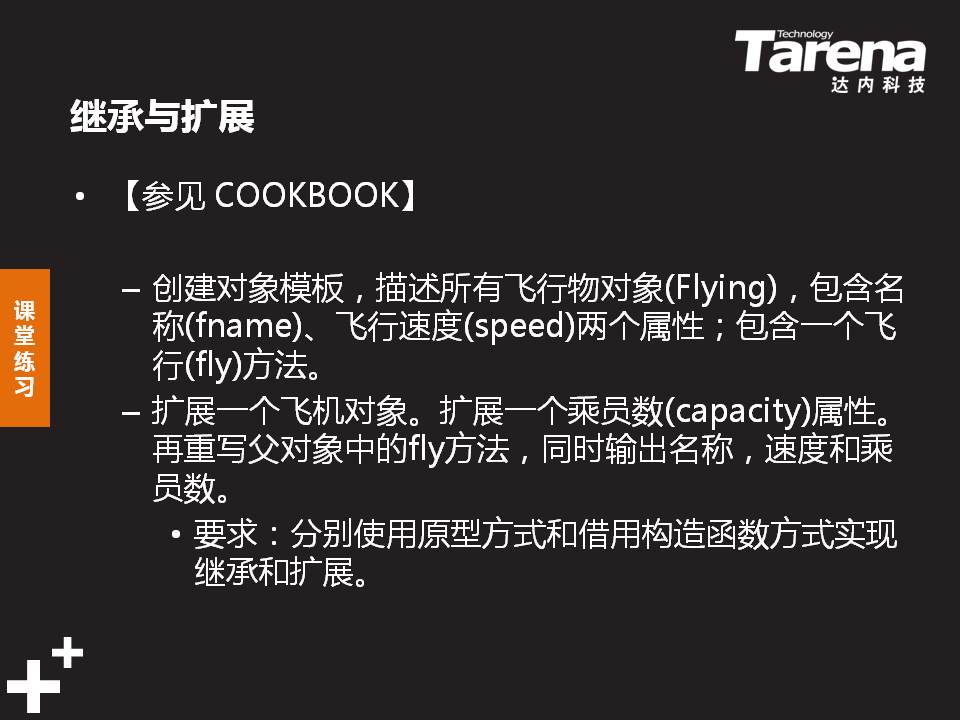 Technology
Tarena
达内科技
继承与扩展
• 【参见 COOKBOOK】
课堂练习
– 创建对象模板，描述所有飞行物对象(Flying)，包含名
称(fname)、飞行速度(speed)两个属性；包含一个飞
行(fly)方法。
– 扩展一个飞机对象。扩展一个乘员数(capacity)属性。
再重写父对象中的fly方法，同时输出名称，速度和乘
员数。
• 要求：分别使用原型方式和借用构造函数方式实现
继承和扩展。